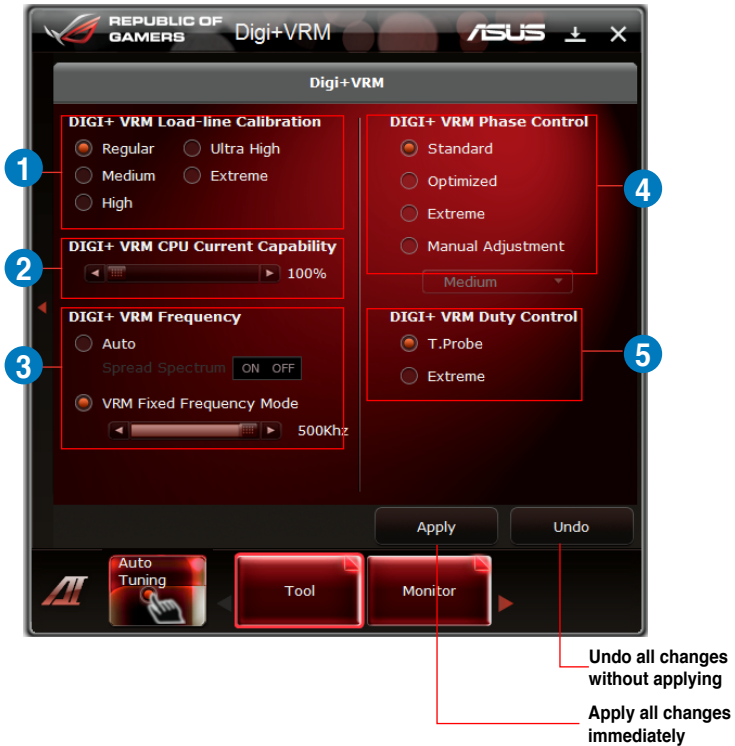 REPUBLIC OF
GAMERS
Digi+VRM
ASUS
Digi+VRM
1
DIGI+ VRM Load-line Calibration
Regular
Ultra High
Medium
Extreme
High
2
DIGI+ VRM CPU Current Capability
100%
3
DIGI+ VRM Frequency
Auto
Spread Spectrum ON OFF
VRM Fixed Frequency Mode
500Khz
4
DIGI+ VRM Phase Control
Standard
Optimized
Extreme
Manual Adjustment
Medium
5
DIGI+ VRM Duty Control
T.Probe
Extreme
Apply
Undo
Auto
Tuning
Tool
Monitor
Undo all changes
without applying
Apply all changes
immediately